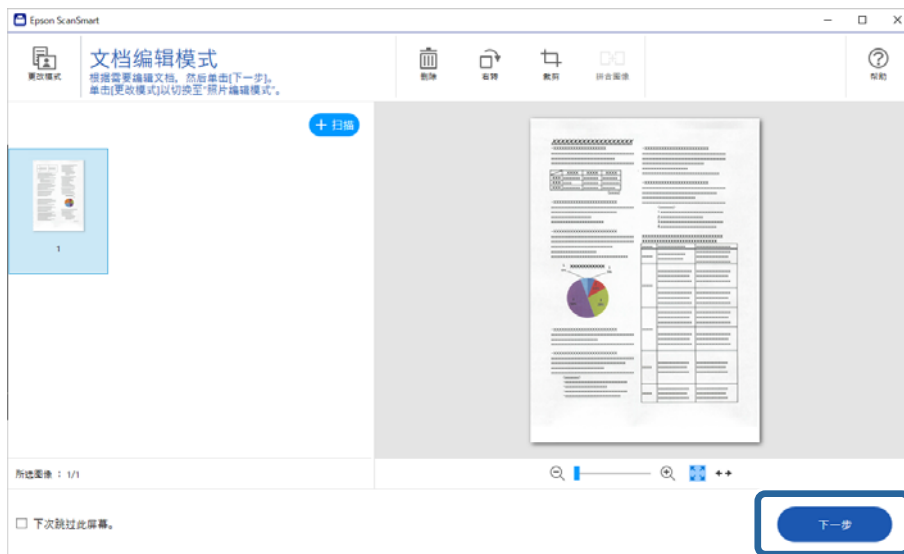 Epson ScanSmart
更改模式
文档编辑模式
根据需要编辑文档，然后单击[下一步]。
单击[更改模式]以切换至“照片编辑模式”。
删除
右转
裁剪
拼合图像
帮助
+ 扫描
1
所选图像 ： 1/1
下次跳过此屏幕。
下一步